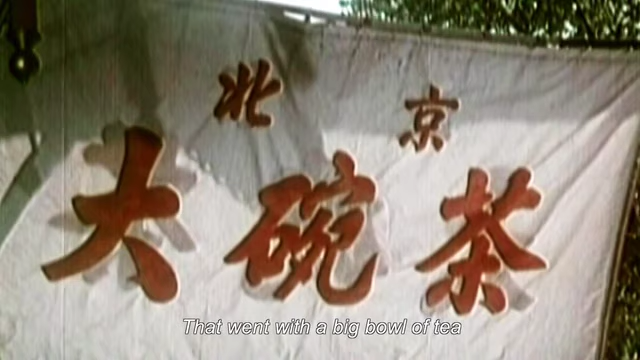 北京
大碗茶
That went with a big bowl of tea